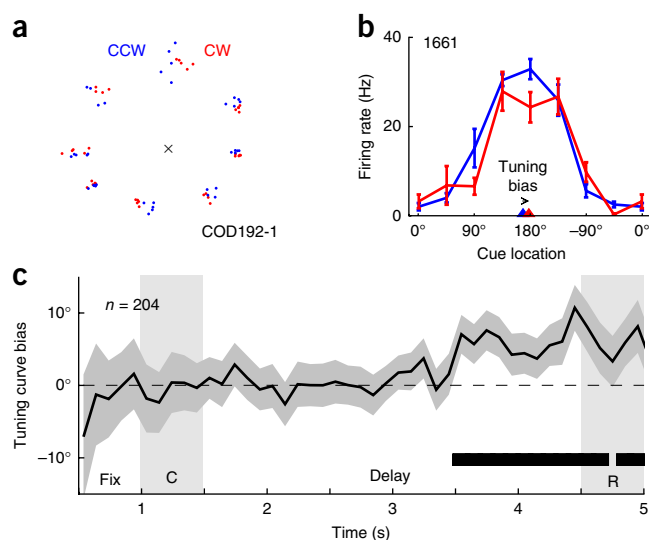 a
CCW
CW
COD192-1
b
1661
40
20
0
Firing rate (Hz)
Tuning
bias
0°
90°
180°
−90°
0°
Cue location
c
n = 204
10°
0°
−10°
Tuning curve bias
Fix
C
Delay
R
1
2
3
4
5
Time (s)